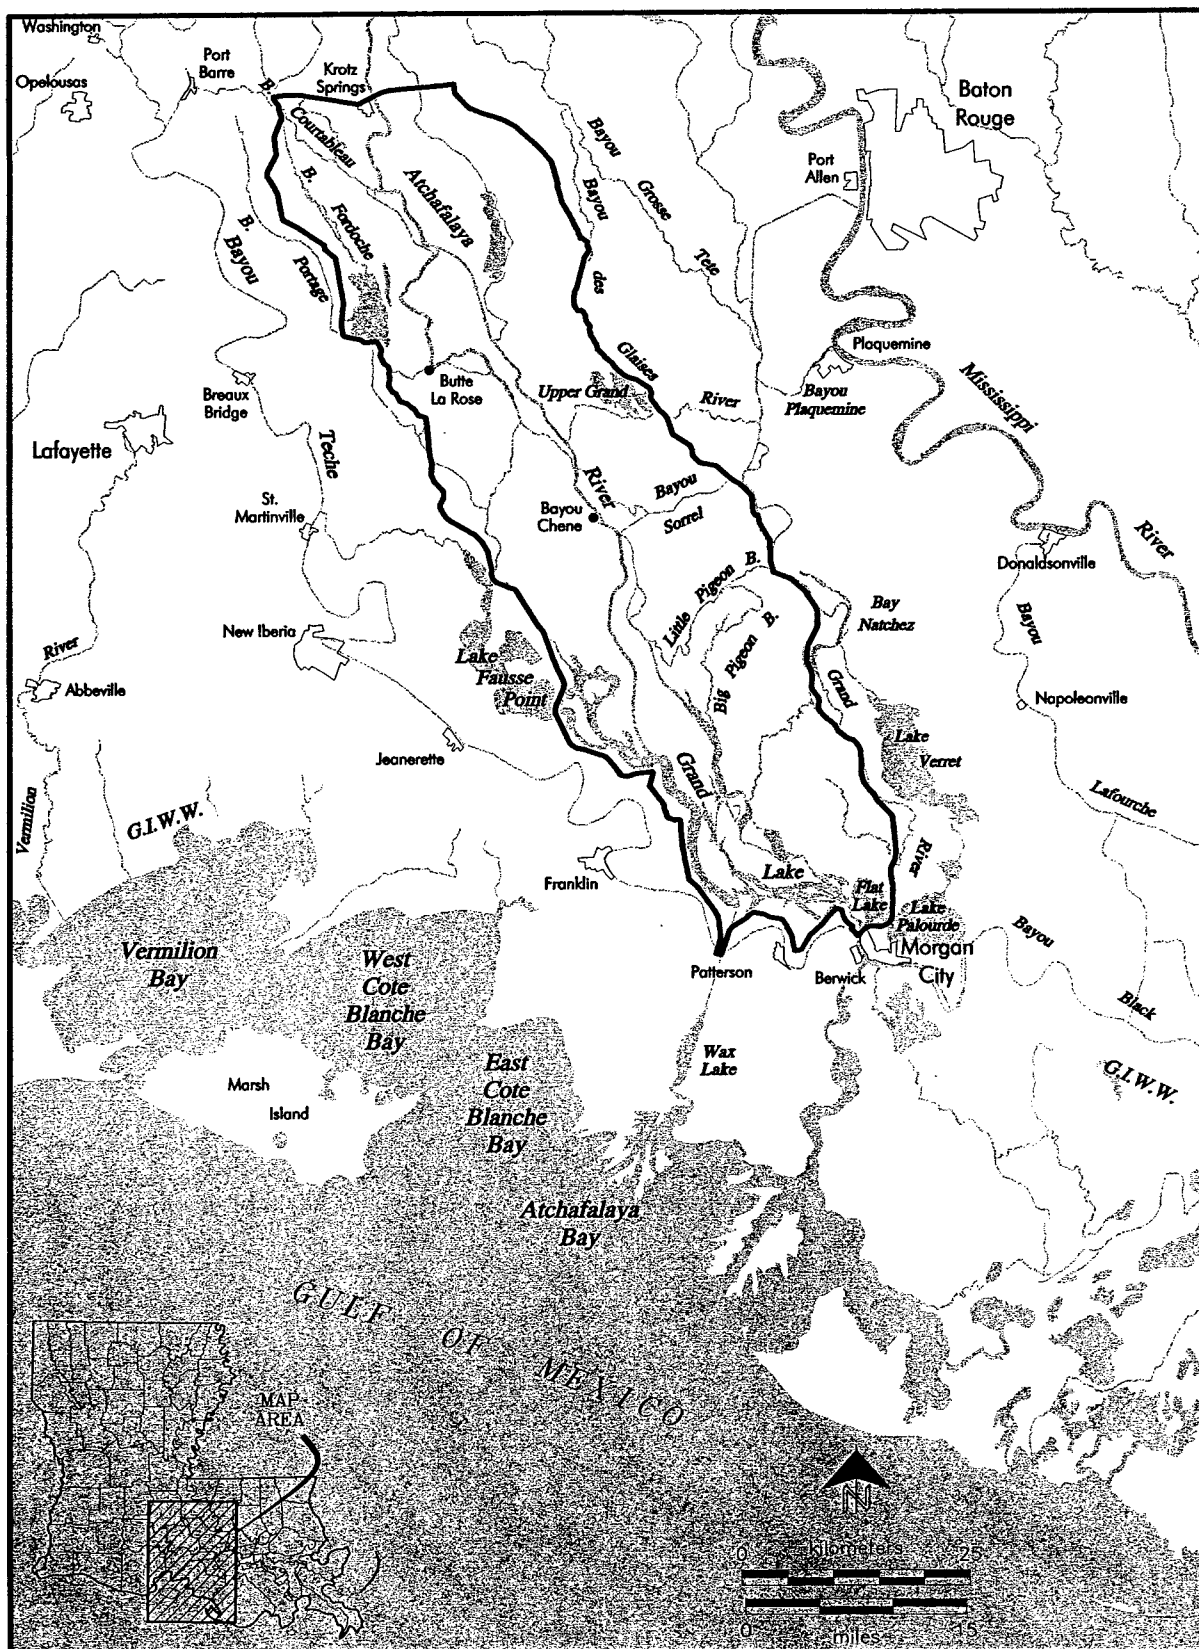 Washington
Opelousas
Port
Barre
Krotz
Springs
B.
Courtableau
B.
Fordoche
Atchafalaya
Bayou
Grosse
Tete
Bayou
des
Glaises
Baton
Rouge
Port
Allen
B.
Portage
Bayou
Teche
Breaux
Bridge
Lafayette
Butte
La Rose
Upper Grand
River
Plaquemine
Bayou
Plaquemine
Mississippi
River
St.
Martinville
Bayou
Chene
River
Bayou
Sorrel
Donaldsonville
Bayou
Lafourche
New Iberia
River
Abbeville
Vermilion
Little Pigeon B.
Big Pigeon B.
Bay
Natchez
Grand
River
Napoleonville
Lake
Fausse
Point
Jeanerette
Lake
Verret
Grand
Lake
G.I.W.W.
Franklin
Flat
Lake
Lake
Palourde
Morgan
City
Bayou
Black
Patterson
Berwick
Vermilion
Bay
West
Cote
Blanche
Bay
East
Cote
Blanche
Bay
Wax
Lake
G.I.W.W.
Marsh
Island
Atchafalaya
Bay
GULF OF MEXICO
MAP
AREA
N
0 kilometers 25
0 miles 15